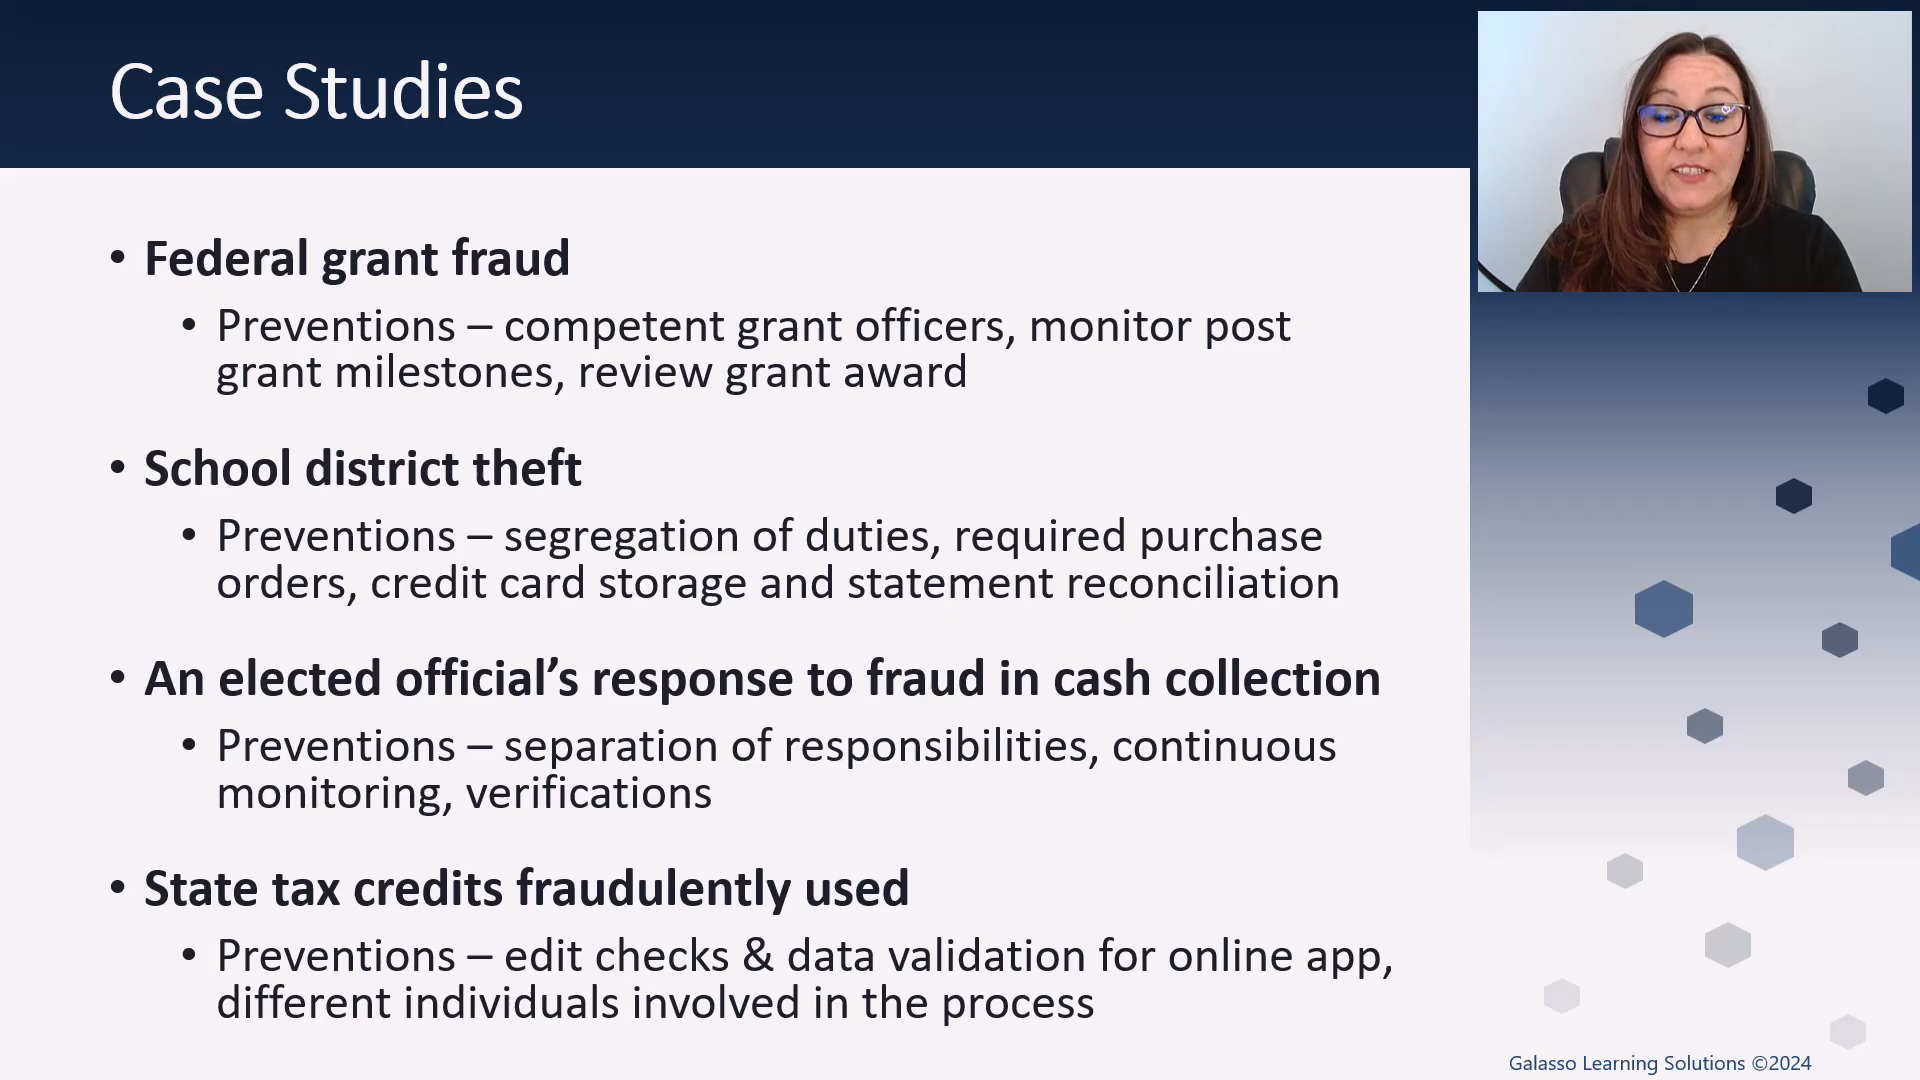 Case Studies
• Federal grant fraud
• Preventions – competent grant officers, monitor post
grant milestones, review grant award
• School district theft
• Preventions – segregation of duties, required purchase
orders, credit card storage and statement reconciliation
• An elected official’s response to fraud in cash collection
• Preventions – separation of responsibilities, continuous
monitoring, verifications
• State tax credits fraudulently used
• Preventions – edit checks & data validation for online app,
different individuals involved in the process
Galasso Learning Solutions ©2024